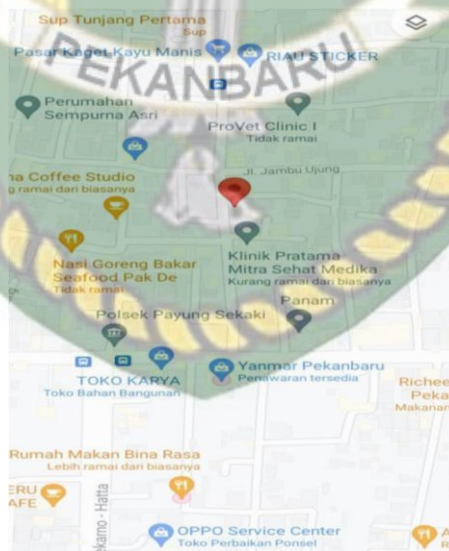 Sup Tunjang Pertama
Sup
Pasar Kaget Kayu Manis
RIAU STICKER
PEKANBARU
Perumahan
Sempurna Asri
ProVet Clinic I
Tidak ramai
na Coffee Studio
g ramai dari biasanya
Jl. Jambu Ujung
Nasi Goreng Bakar
Seafood Pak De
Tidak ramai
Klinik Pratama
Mitra Sehat Medika
Kurang ramai dari biasanya
Panam
Polsek Payung Sekaki
TOKO KARYA
Toko Bahan Bangunan
Yanmar Pekanbaru
Penawaran tersedia
Richee
Peka
Makanan
Rumah Makan Bina Rasa
Lebih ramai dari biasanya
ERU
AFE
ekarno - Hatta
OPPO Service Center
Toko Perbaikan Ponsel
A
R